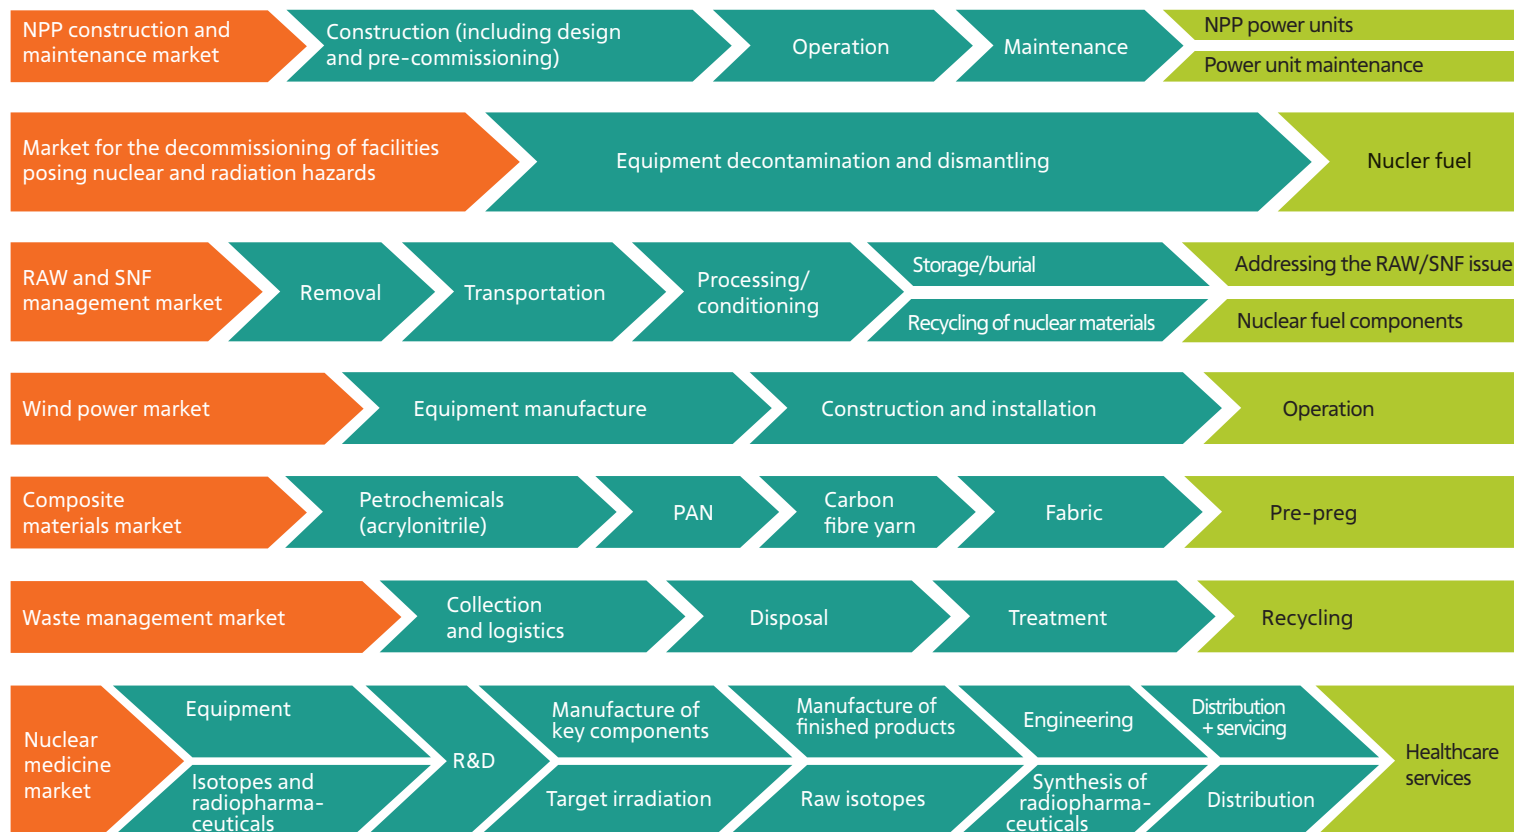 NPP construction and
maintenance market
Construction (including design
and pre-commissioning)
Operation
Maintenance
NPP power units
Power unit maintenance
Market for the decommissioning of facilities
posing nuclear and radiation hazards
Equipment decontamination and dismantling
Nucler fuel
RAW and SNF
management market
Removal
Transportation
Processing/
conditioning
Storage/burial
Recycling of nuclear materials
Addressing the RAW/SNF issue
Nuclear fuel components
Wind power market
Equipment manufacture
Construction and installation
Operation
Composite
materials market
Petrochemicals
(acrylonitrile)
PAN
Carbon
fibre yarn
Fabric
Pre-preg
Waste management market
Collection
and logistics
Disposal
Treatment
Recycling
Nuclear
medicine
market
Equipment
Isotopes and
radiopharma-
ceuticals
R&D
Manufacture of
key components
Target irradiation
Manufacture of
finished products
Raw isotopes
Engineering
Synthesis of
radiopharma-
ceuticals
Distribution
+ servicing
Distribution
Healthcare
services